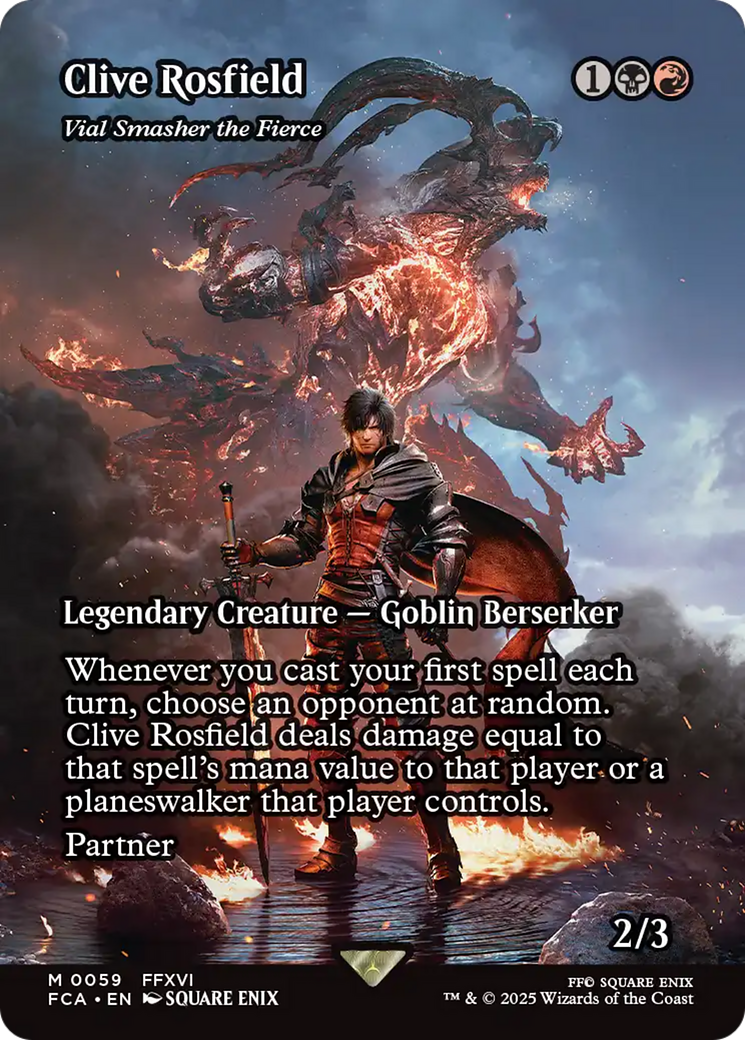 Clive Rosfield 1
Vial Smasher the Fierce
Legendary Creature — Goblin Berserker
Whenever you cast your first spell each
turn, choose an opponent at random.
Clive Rosfield deals damage equal to
that spell's mana value to that player or a
planeswalker that player controls.
Partner
2/3
M 0059 FFXVI
FCA • EN SQUARE ENIX
FF© SQUARE ENIX
™ & © 2025 Wizards of the Coast